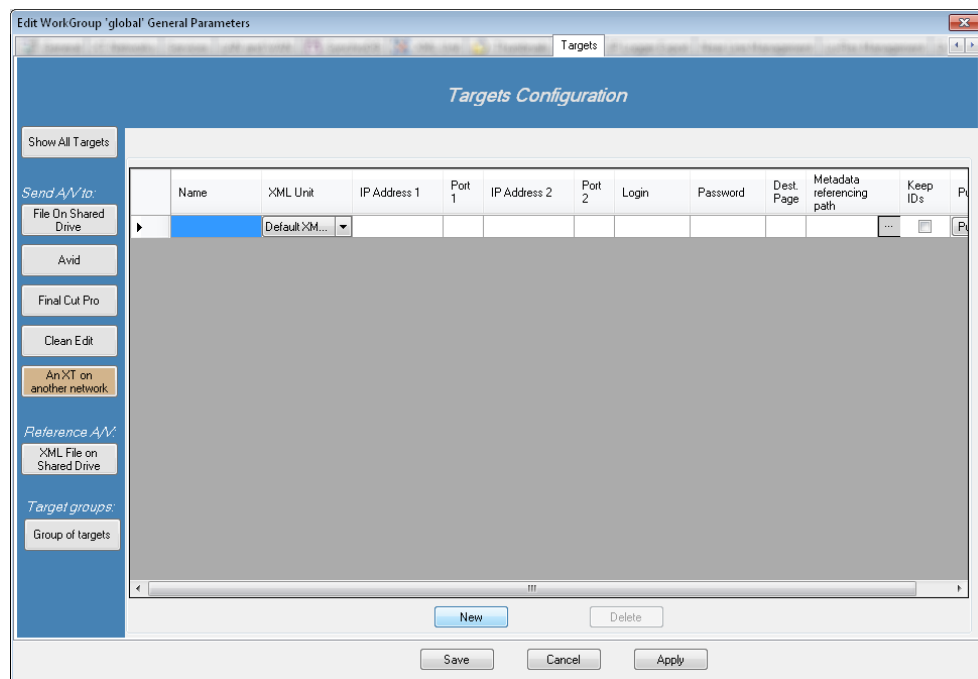 Edit WorkGroup 'global' General Parameters
Targets
Targets Configuration
Show All Targets
Send A/V to:
File On Shared
Drive
Avid
Final Cut Pro
Clean Edit
An XT on
another network
Reference A/V:
XML File on
Shared Drive
Target groups:
Group of targets
Name
XML Unit
IP Address 1
Port
1
IP Address 2
Port
2
Login
Password
Dest.
Page
Metadata
referencing
path
Keep
IDs
Default XM...
...
New
Delete
Save
Cancel
Apply